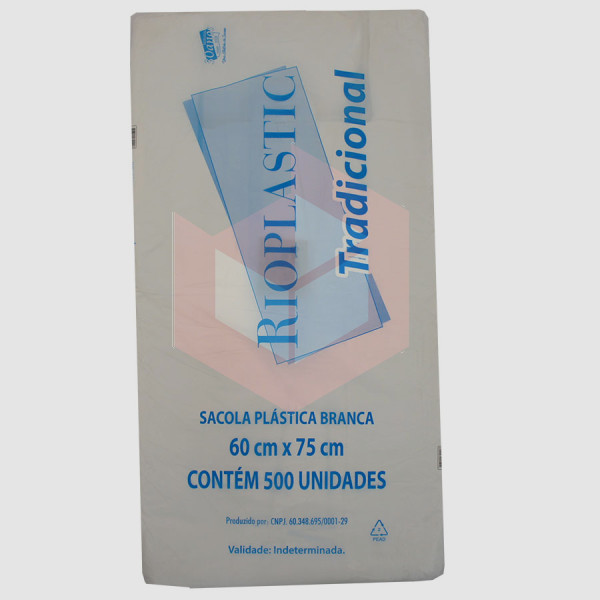 RIOPLASTIC
Tradicional
SACOLA PLÁSTICA BRANCA
60 cm x 75 cm
CONTÉM 500 UNIDADES
Produzido por: CNPJ. 60.348.695/0001-29
Validade: Indeterminada.